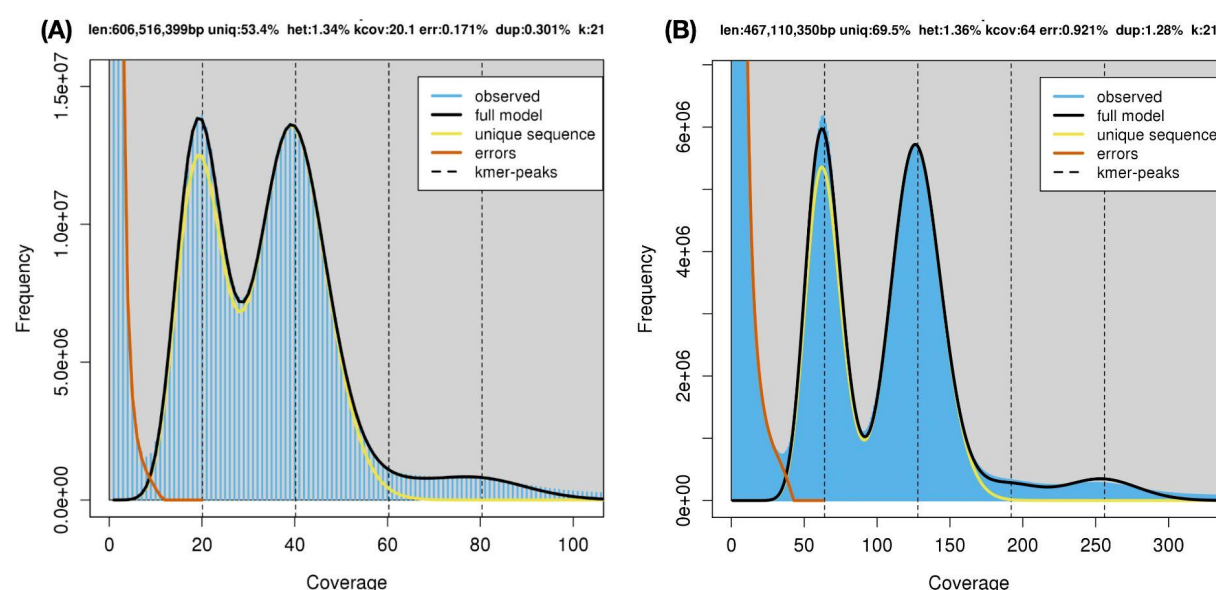 (A) len:606,516,399bp uniq:53.4% het:1.34% kcov:20.1 err:0.171% dup:0.301% k:21
1.5e+07
1.0e+07
5.0e+06
0.0e+00
Frequency
observed
full model
unique sequence
errors
kmer-peaks
0 20 40 60 80 100
Coverage
(B) len:467,110,350bp uniq:69.5% het:1.36% kcov:64 err:0.921% dup:1.28% k:21
6e+06
4e+06
2e+06
0e+00
Frequency
observed
full model
unique sequence
errors
kmer-peaks
0 50 100 150 200 250 300
Coverage